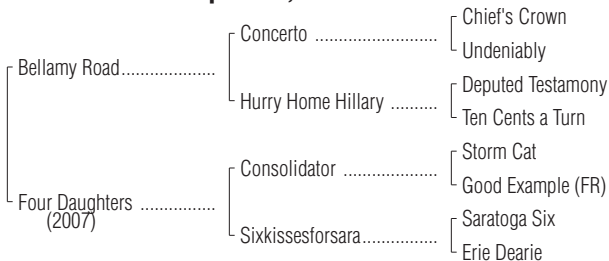 Chief's Crown
Concerto ....................
Undeniably
Bellamy Road...................
Deputed Testamony
Hurry Home Hillary ..........
Ten Cents a Turn
Storm Cat
Consolidator ..................
Good Example (FR)
Four Daughters ...............
(2007)
Saratoga Six
Sixkissesforsara...............
Erie Dearie